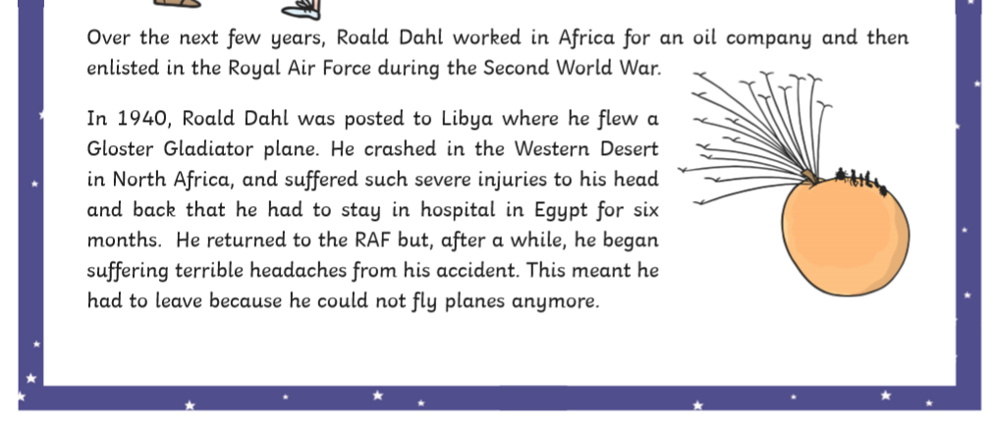 Over the next few years, Roald Dahl worked in Africa for an oil company and then
enlisted in the Royal Air Force during the Second World War.
In 1940, Roald Dahl was posted to Libya where he flew a
Gloster Gladiator plane. He crashed in the Western Desert
in North Africa, and suffered such severe injuries to his head
and back that he had to stay in hospital in Egypt for six
months.  He returned to the RAF but, after a while, he began
suffering terrible headaches from his accident. This meant he
had to leave because he could not fly planes anymore.